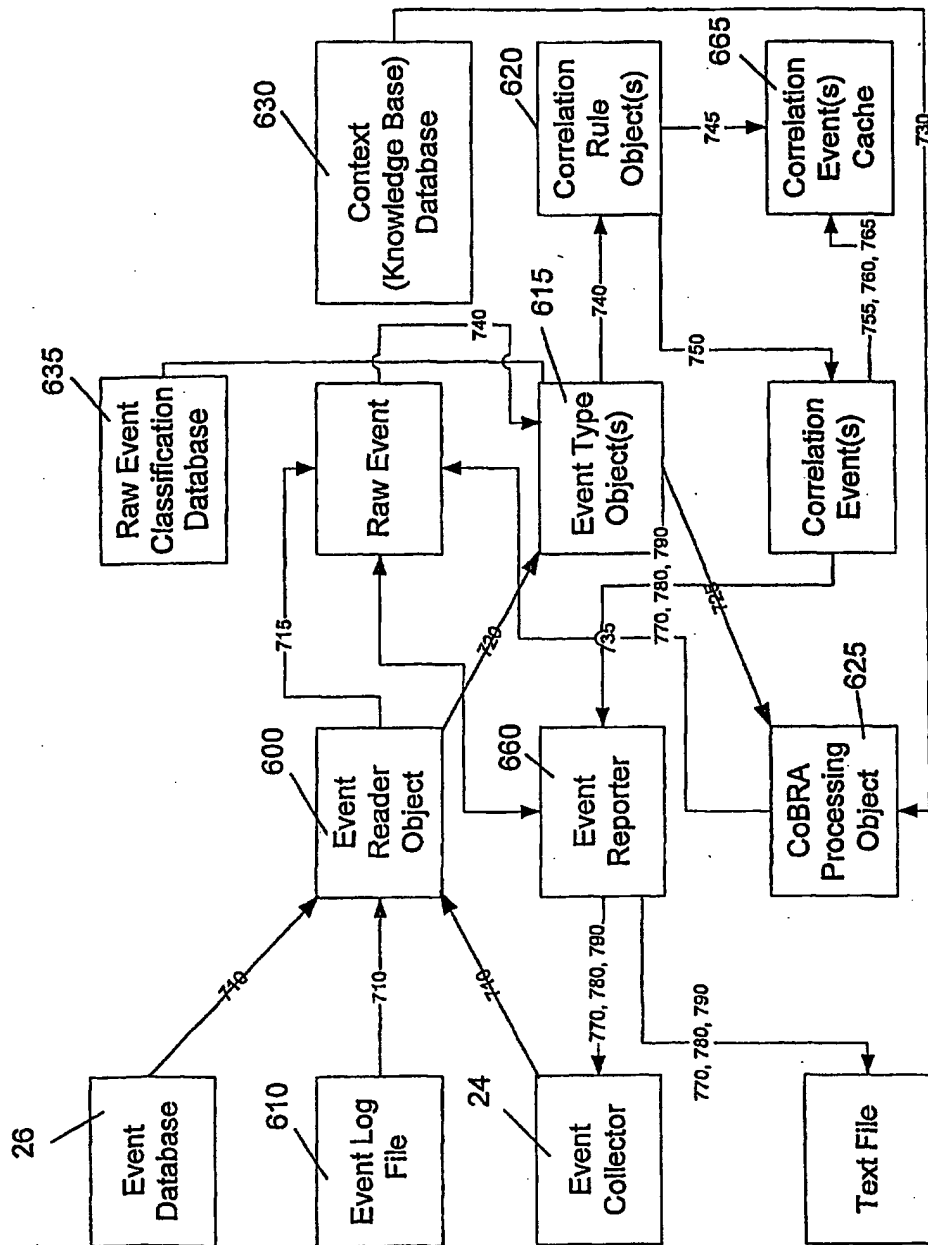 630
Context
(Knowledge Base)
Database
620
Correlation
Rule
Object(s)
665
Correlation
Event(s)
Cache
745
730
635
Raw Event
Classification
Database
740
Raw Event
615
Event Type
Object(s)
740
750
755, 760, 765
Correlation
Event(s)
715
720
770, 780, 790
735
725
600
Event
Reader
Object
660
Event
Reporter
625
CoBRA
Processing
Object
710
710
710
770, 780, 790
770, 780, 790
26
Event
Database
610
Event Log
File
24
Event
Collector
Text File